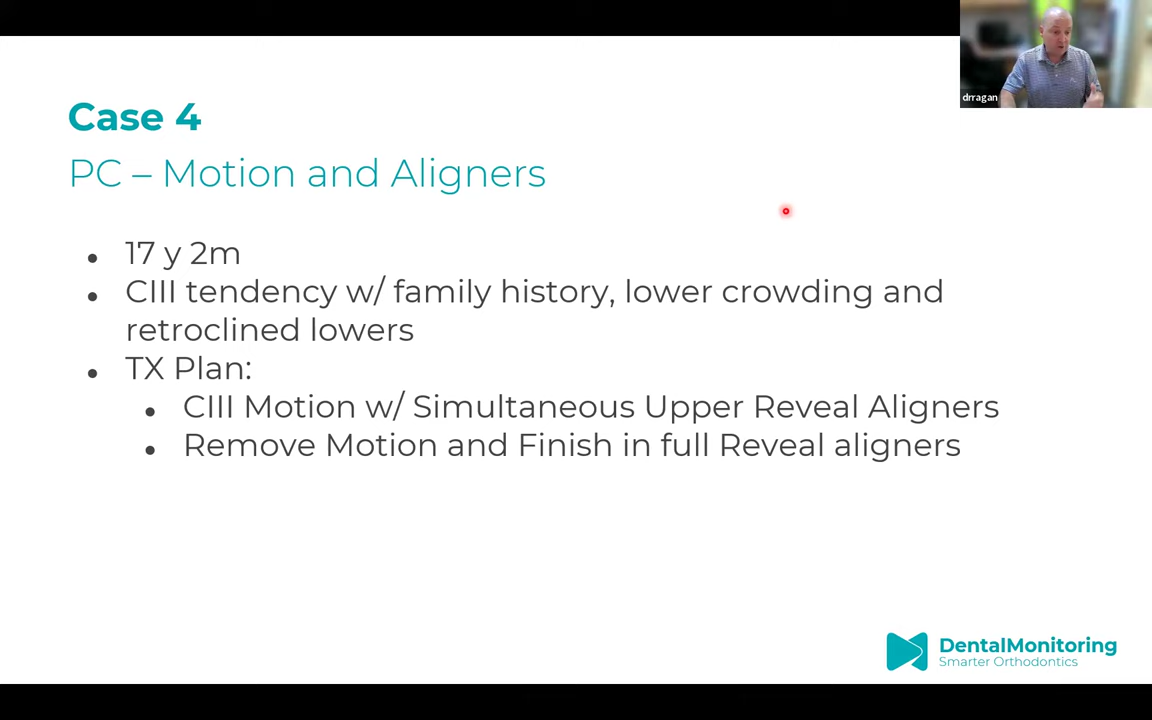 drragan
Case 4
PC – Motion and Aligners
17 y 2m
CIII tendency w/ family history, lower crowding and
retroclined lowers
TX Plan:
CIII Motion w/ Simultaneous Upper Reveal Aligners
Remove Motion and Finish in full Reveal aligners
DentalMonitoring
Smarter Orthodontics